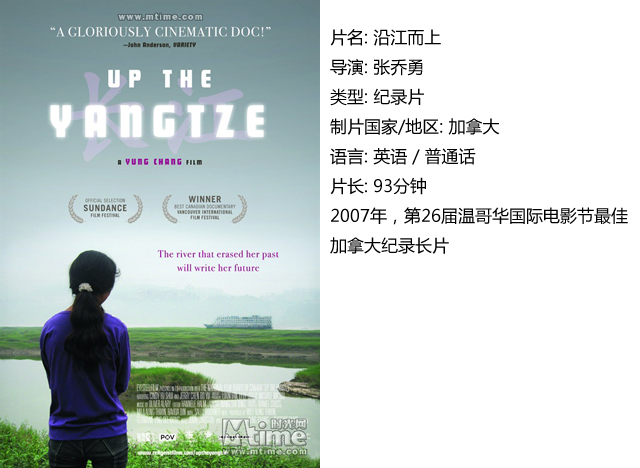 www.mtime.com
“A GLORIOUSLY CINEMATIC DOC!”
—John Anderson, VARIETY
UP THE
长江
YANGTZE
A YUNG CHANG FILM
OFFICIAL SELECTION
SUNDANCE
FILM FESTIVAL
WINNER
BEST CANADIAN DOCUMENTARY
VANCOUVER INTERNATIONAL
FILM FESTIVAL
The river that erased her past
will write her future
POV
时光网
Mtime
www.mtime.com
片名: 沿江而上
导演: 张乔勇
类型: 纪录片
制片国家/地区: 加拿大
语言: 英语 / 普通话
片长: 93分钟
2007年，第26届温哥华国际电影节最佳
加拿大纪录长片